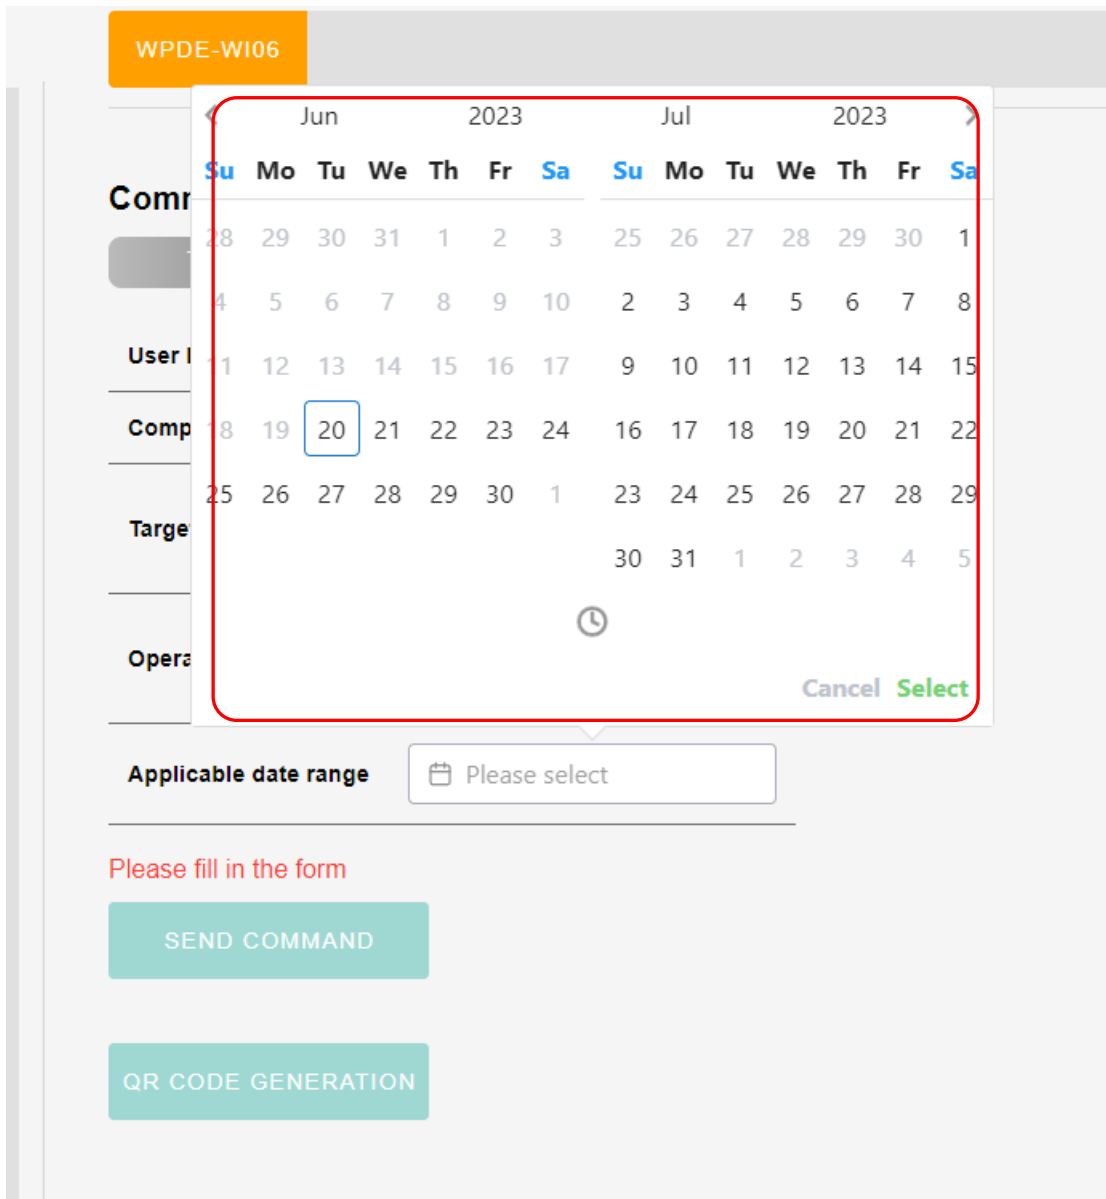 WPDE-WI06
Jun 2023 Jul 2023
Su Mo Tu We Th Fr Sa Su Mo Tu We Th Fr Sa
28 29 30 31 1 2 3 25 26 27 28 29 30 1
4 5 6 7 8 9 10 2 3 4 5 6 7 8
11 12 13 14 15 16 17 9 10 11 12 13 14 15
18 19 20 21 22 23 24 16 17 18 19 20 21 22
25 26 27 28 29 30 1 23 24 25 26 27 28 29
30 31 1 2 3 4 5
Cancel Select
User
Applicable date range
Please select
Please fill in the form
SEND COMMAND
QR CODE GENERATION